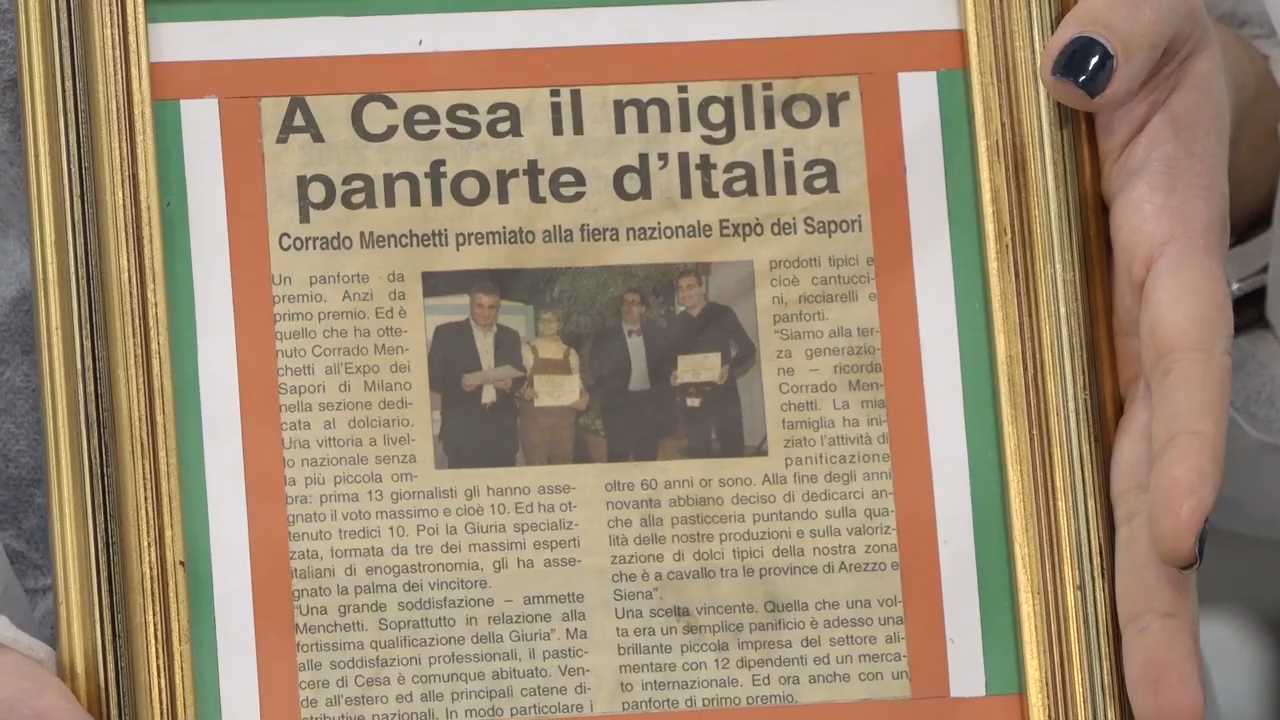 A Cesa il miglior
panforte d'Italia
Corrado Menchetti premiato alla fiera nazionale Expò dei Sapori
Un panforte da
premio. Anzi da
primo premio. Ed è
quello che ha otte-
nuto Corrado Men-
chetti all'Expo dei
Sapori di Milano
nella sezione dedi-
cata al dolciario.
Una vittoria a livel-
lo nazionale senza
la più piccola om-
bra: prima 13 giornalisti gli hanno asse-
gnato il voto massimo e cioè 10. Ed ha ot-
tenuto tredici 10. Poi la Giuria specializ-
zata, formata da tre dei massimi esperti
italiani di enogastronomia, gli ha asse-
gnato la palma dei vincitore.
"Una grande soddisfazione – ammette
Menchetti. Soprattutto in relazione alla
fortissima qualificazione della Giuria". Ma
alle soddisfazioni professionali, il pastic-
cere di Cesa è comunque abituato. Ven-
de all'estero ed alle principali catene di-
stributive nazionali. In modo particolare i
prodotti tipici e
cioè cantucci-
ni, ricciarelli e
panforti.
"Siamo alla ter-
za generazio-
ne – ricorda
Corrado Men-
chetti. La mia
famiglia ha ini-
ziato l'attività di
panificazione
oltre 60 anni or sono. Alla fine degli anni
novanta abbiano deciso di dedicarci an-
che alla pasticceria puntando sulla qua-
lità delle nostre produzioni e sulla valoriz-
zazione di dolci tipici della nostra zona
che è a cavallo tra le province di Arezzo e
Siena".
Una scelta vincente. Quella che una vol-
ta era un semplice panificio è adesso una
brillante piccola impresa del settore ali-
mentare con 12 dipendenti ed un merca-
to internazionale. Ed ora anche con un
panforte di primo premio.